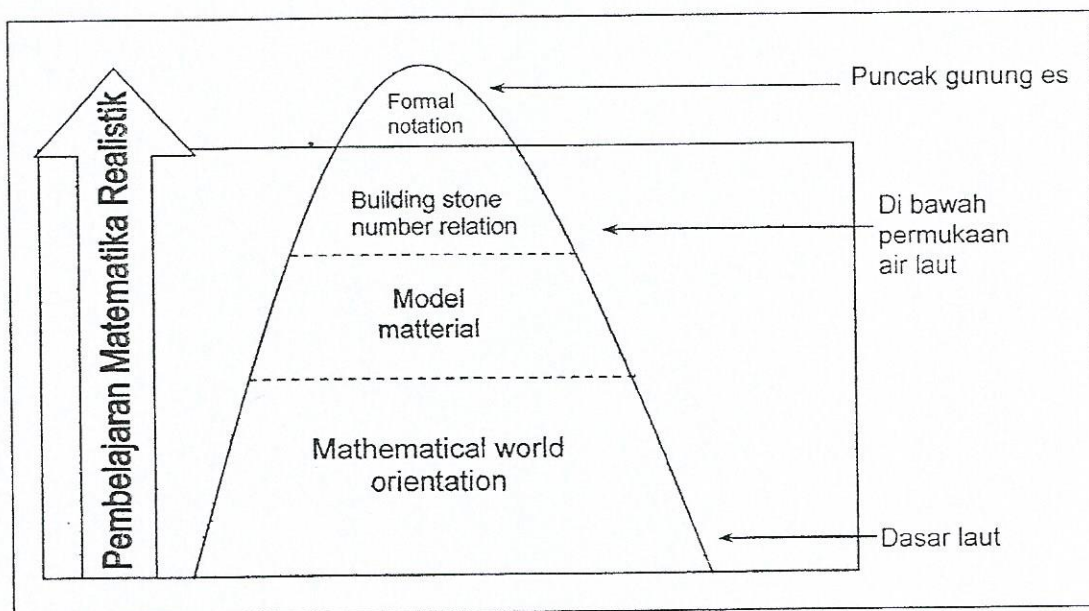 Pembelajaran Matematika Realistik
Formal
notation
Puncak gunung es
Building stone
number relation
Di bawah
permukaan
air laut
Model
matterial
Mathematical world
orientation
Dasar laut